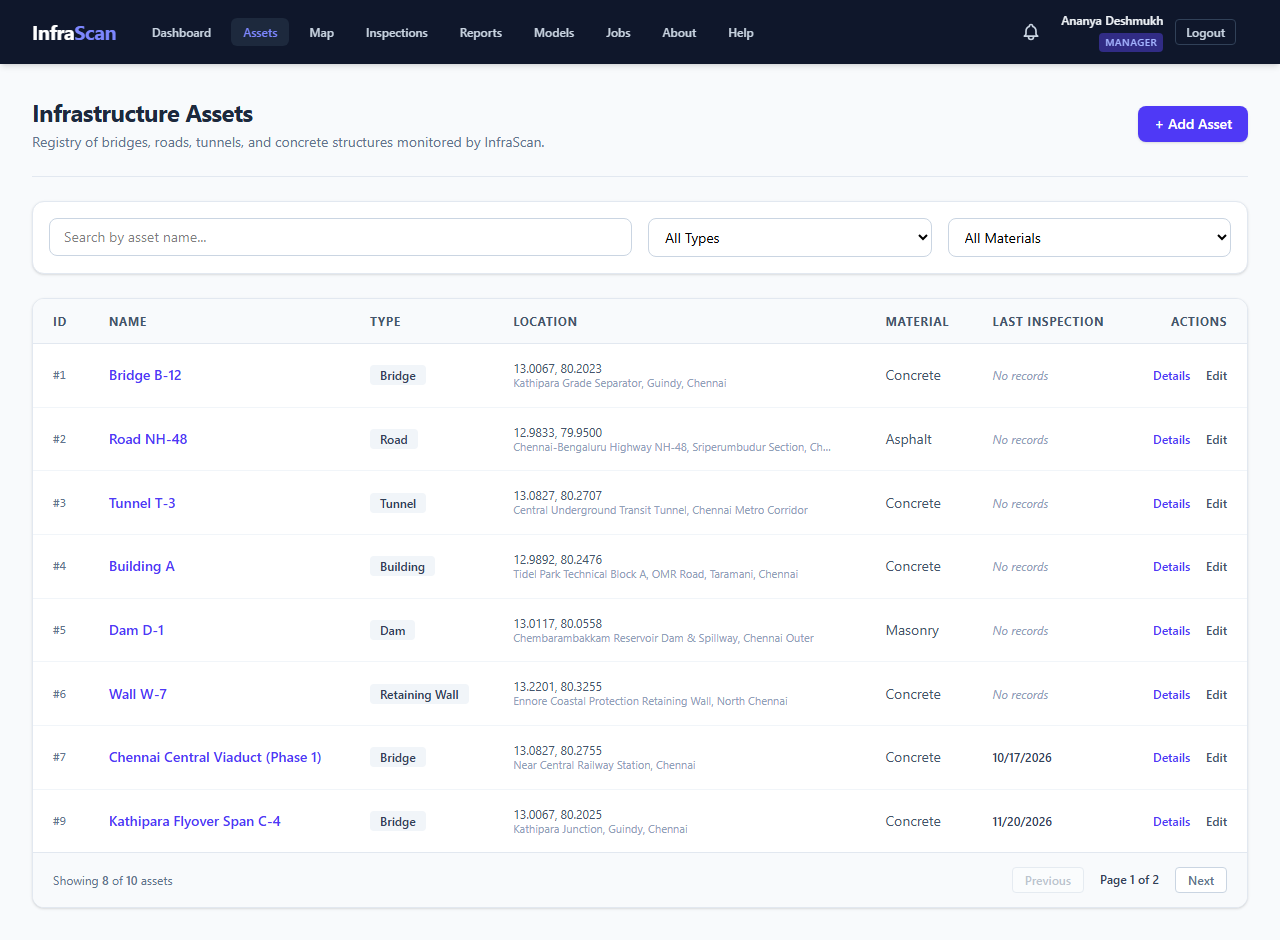 InfraScan
Dashboard
Assets
Map
Inspections
Reports
Models
Jobs
About
Help
Ananya Deshmukh
MANAGER
Logout
Infrastructure Assets
Registry of bridges, roads, tunnels, and concrete structures monitored by InfraScan.
+ Add Asset
Search by asset name...
All Types
All Materials
ID NAME TYPE LOCATION MATERIAL LAST INSPECTION ACTIONS
#1 Bridge B-12 Bridge 13.0067, 80.2023 Concrete No records Details Edit
Kathipara Grade Separator, Guindy, Chennai
#2 Road NH-48 Road 12.9833, 79.9500 Asphalt No records Details Edit
Chennai-Bengaluru Highway NH-48, Sriperumbudur Section, Ch...
#3 Tunnel T-3 Tunnel 13.0827, 80.2707 Concrete No records Details Edit
Central Underground Transit Tunnel, Chennai Metro Corridor
#4 Building A Building 12.9892, 80.2476 Concrete No records Details Edit
Tidel Park Technical Block A, OMR Road, Taramani, Chennai
#5 Dam D-1 Dam 13.0117, 80.0558 Masonry No records Details Edit
Chembarambakkam Reservoir Dam & Spillway, Chennai Outer
#6 Wall W-7 Retaining Wall 13.2201, 80.3255 Concrete No records Details Edit
Ennore Coastal Protection Retaining Wall, North Chennai
#7 Chennai Central Viaduct (Phase 1) Bridge 13.0827, 80.2755 Concrete 10/17/2026 Details Edit
Near Central Railway Station, Chennai
#9 Kathipara Flyover Span C-4 Bridge 13.0067, 80.2025 Concrete 11/20/2026 Details Edit
Kathipara Junction, Guindy, Chennai
Showing 8 of 10 assets
Previous
Page 1 of 2
Next